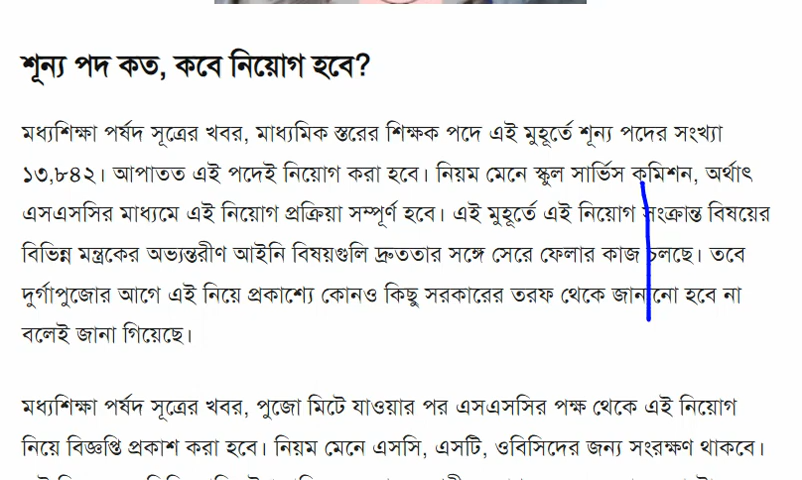 শূন্য পদ কত, কবে নিয়োগ হবে?
মধ্যশিক্ষা পর্ষদ সূত্রের খবর, মাধ্যমিক স্তরের শিক্ষক পদে এই মুহূর্তে শূন্য পদের সংখ্যা
১৩,৮৪২। আপাতত এই পদেই নিয়োগ করা হবে। নিয়ম মেনে স্কুল সার্ভিস কমিশন, অর্থাৎ
এসএসসির মাধ্যমে এই নিয়োগ প্রক্রিয়া সম্পূর্ণ হবে। এই মুহূর্তে এই নিয়োগ সংক্রান্ত বিষয়ের
বিভিন্ন মন্ত্রকের অভ্যন্তরীণ আইনি বিষয়গুলি দ্রুততার সঙ্গে সেরে ফেলার কাজ চলছে। তবে
দুর্গাপুজোর আগে এই নিয়ে প্রকাশ্যে কোনও কিছু সরকারের তরফ থেকে জানানো হবে না
বলেই জানা গিয়েছে।
মধ্যশিক্ষা পর্ষদ সূত্রের খবর, পুজো মিটে যাওয়ার পর এসএসসির পক্ষ থেকে এই নিয়োগ
নিয়ে বিজ্ঞপ্তি প্রকাশ করা হবে। নিয়ম মেনে এসসি, এসটি, ওবিসিদের জন্য সংরক্ষণ থাকবে।